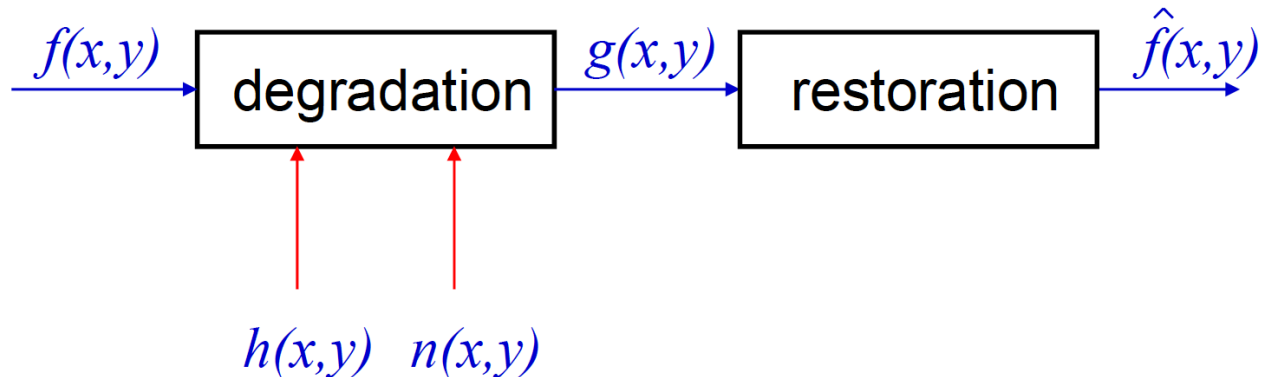 f(x,y) g(x,y) f̂(x,y)
degradation restoration
h(x,y) n(x,y)